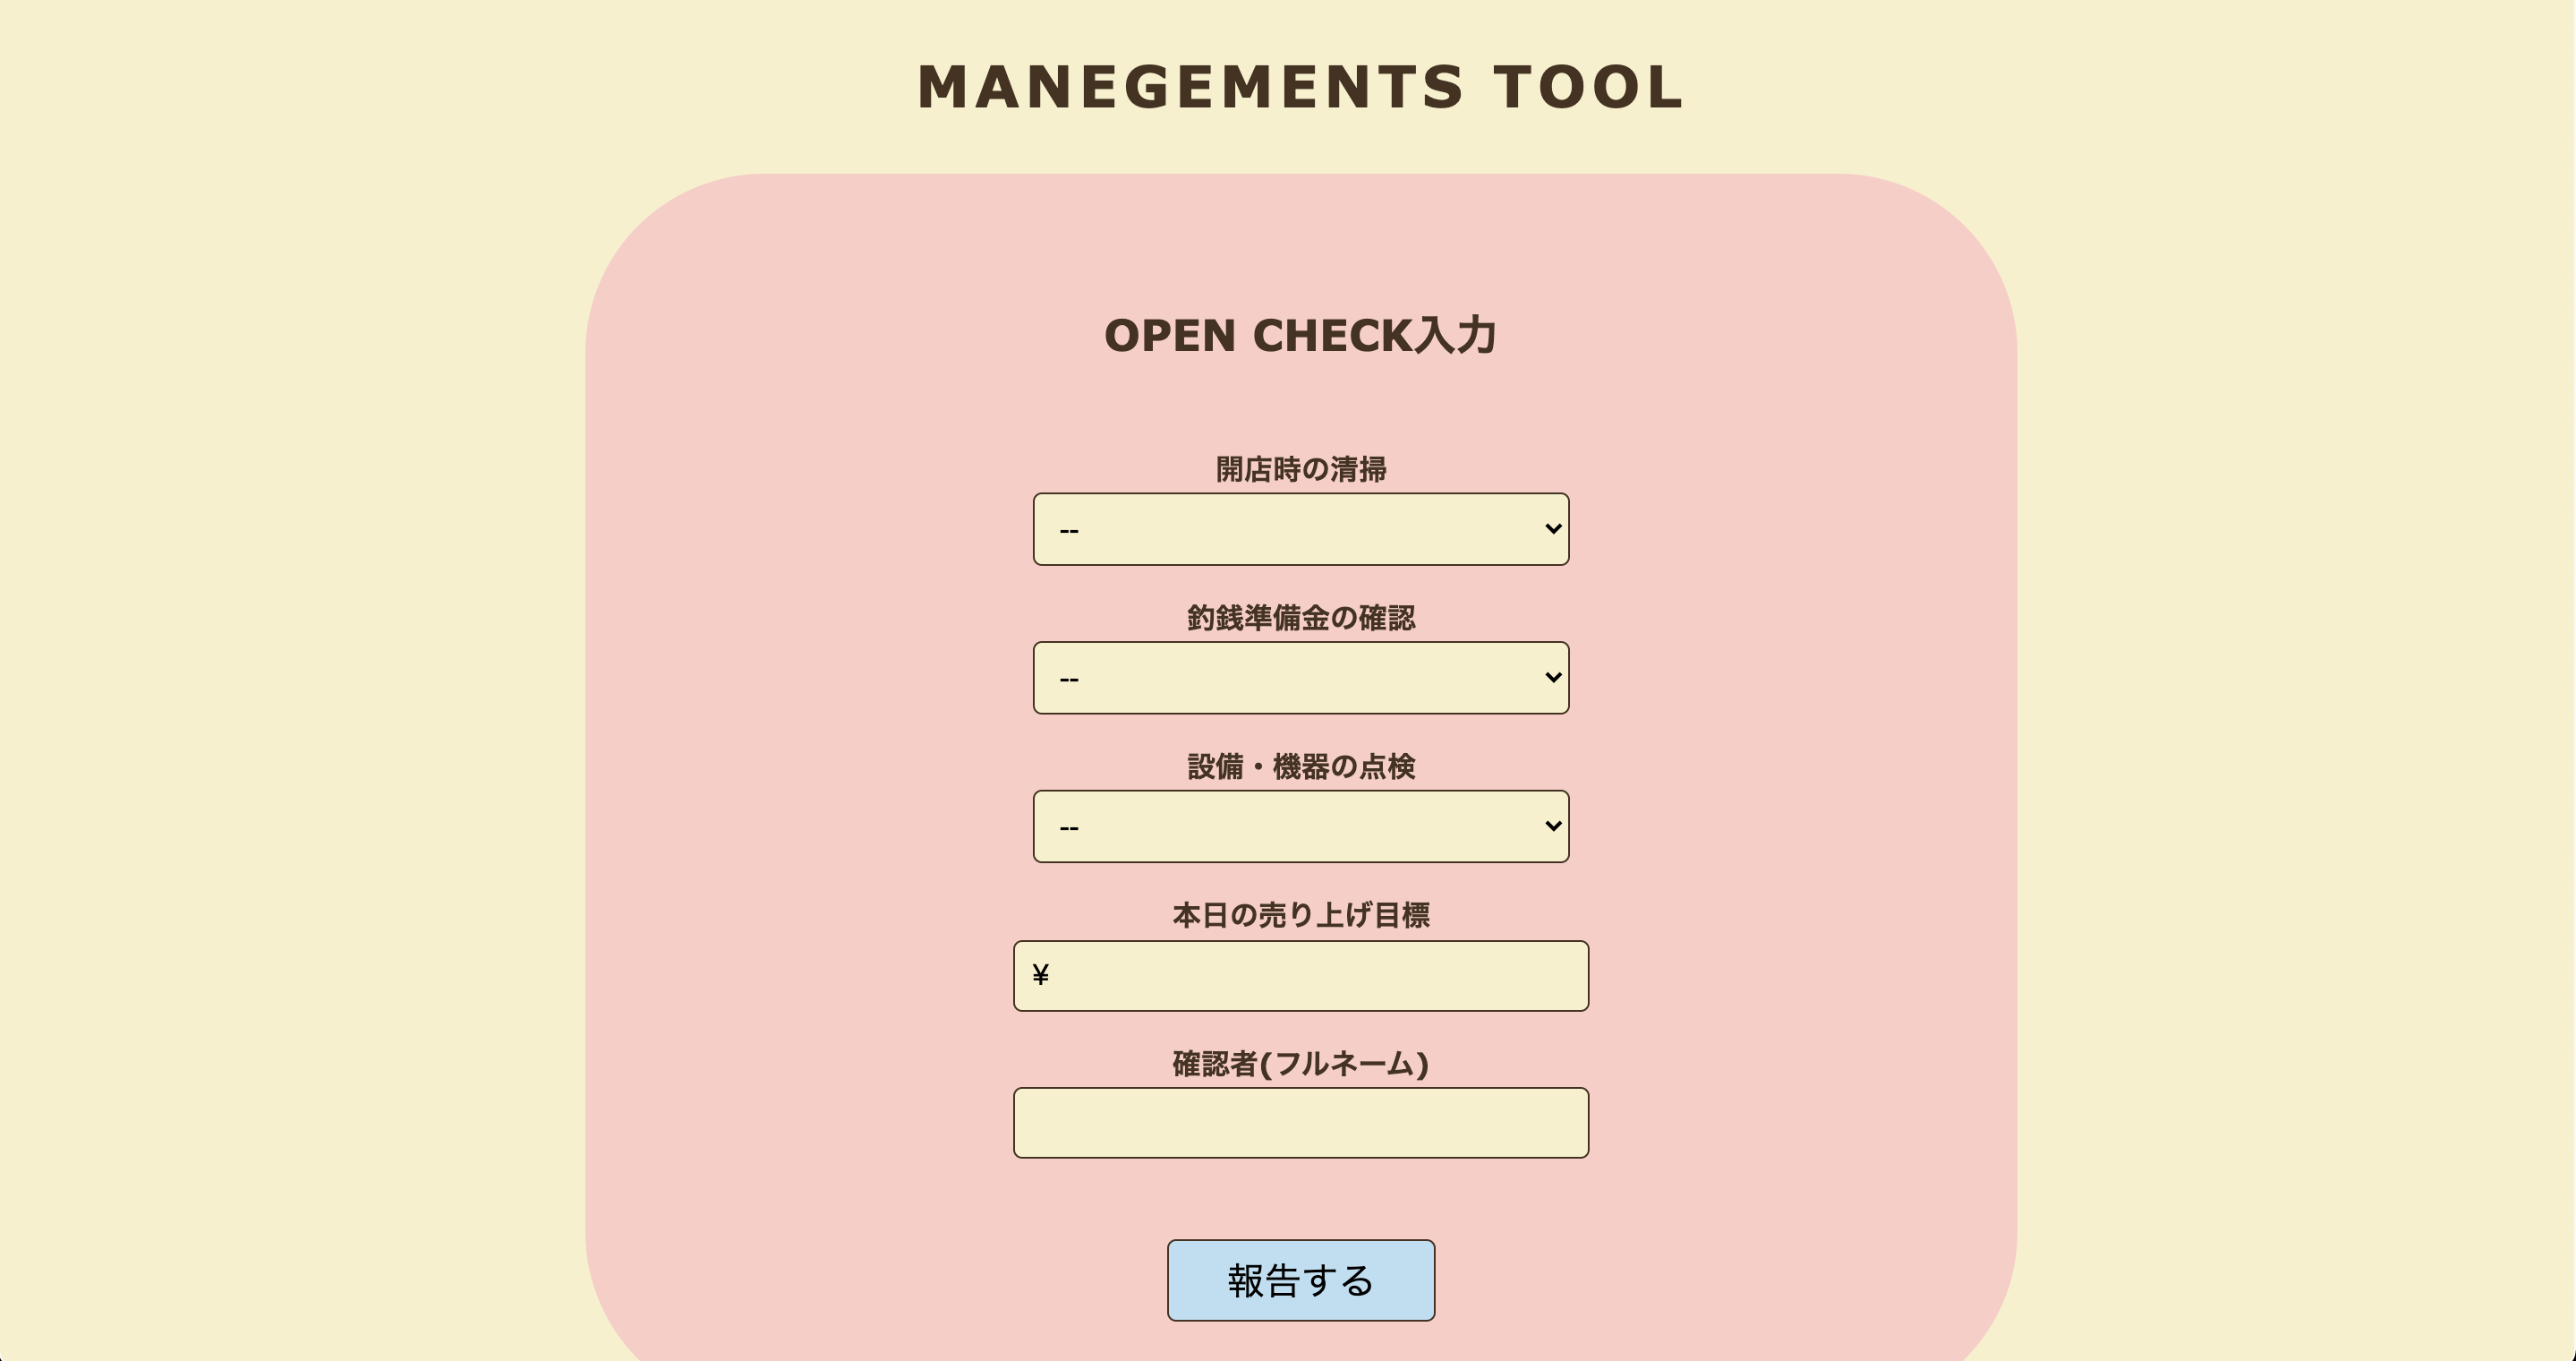 MANEGEMENTS TOOL
OPEN CHECK入力
開店時の清掃
--
釣銭準備金の確認
--
設備・機器の点検
--
本日の売り上げ目標
¥
確認者(フルネーム)
報告する